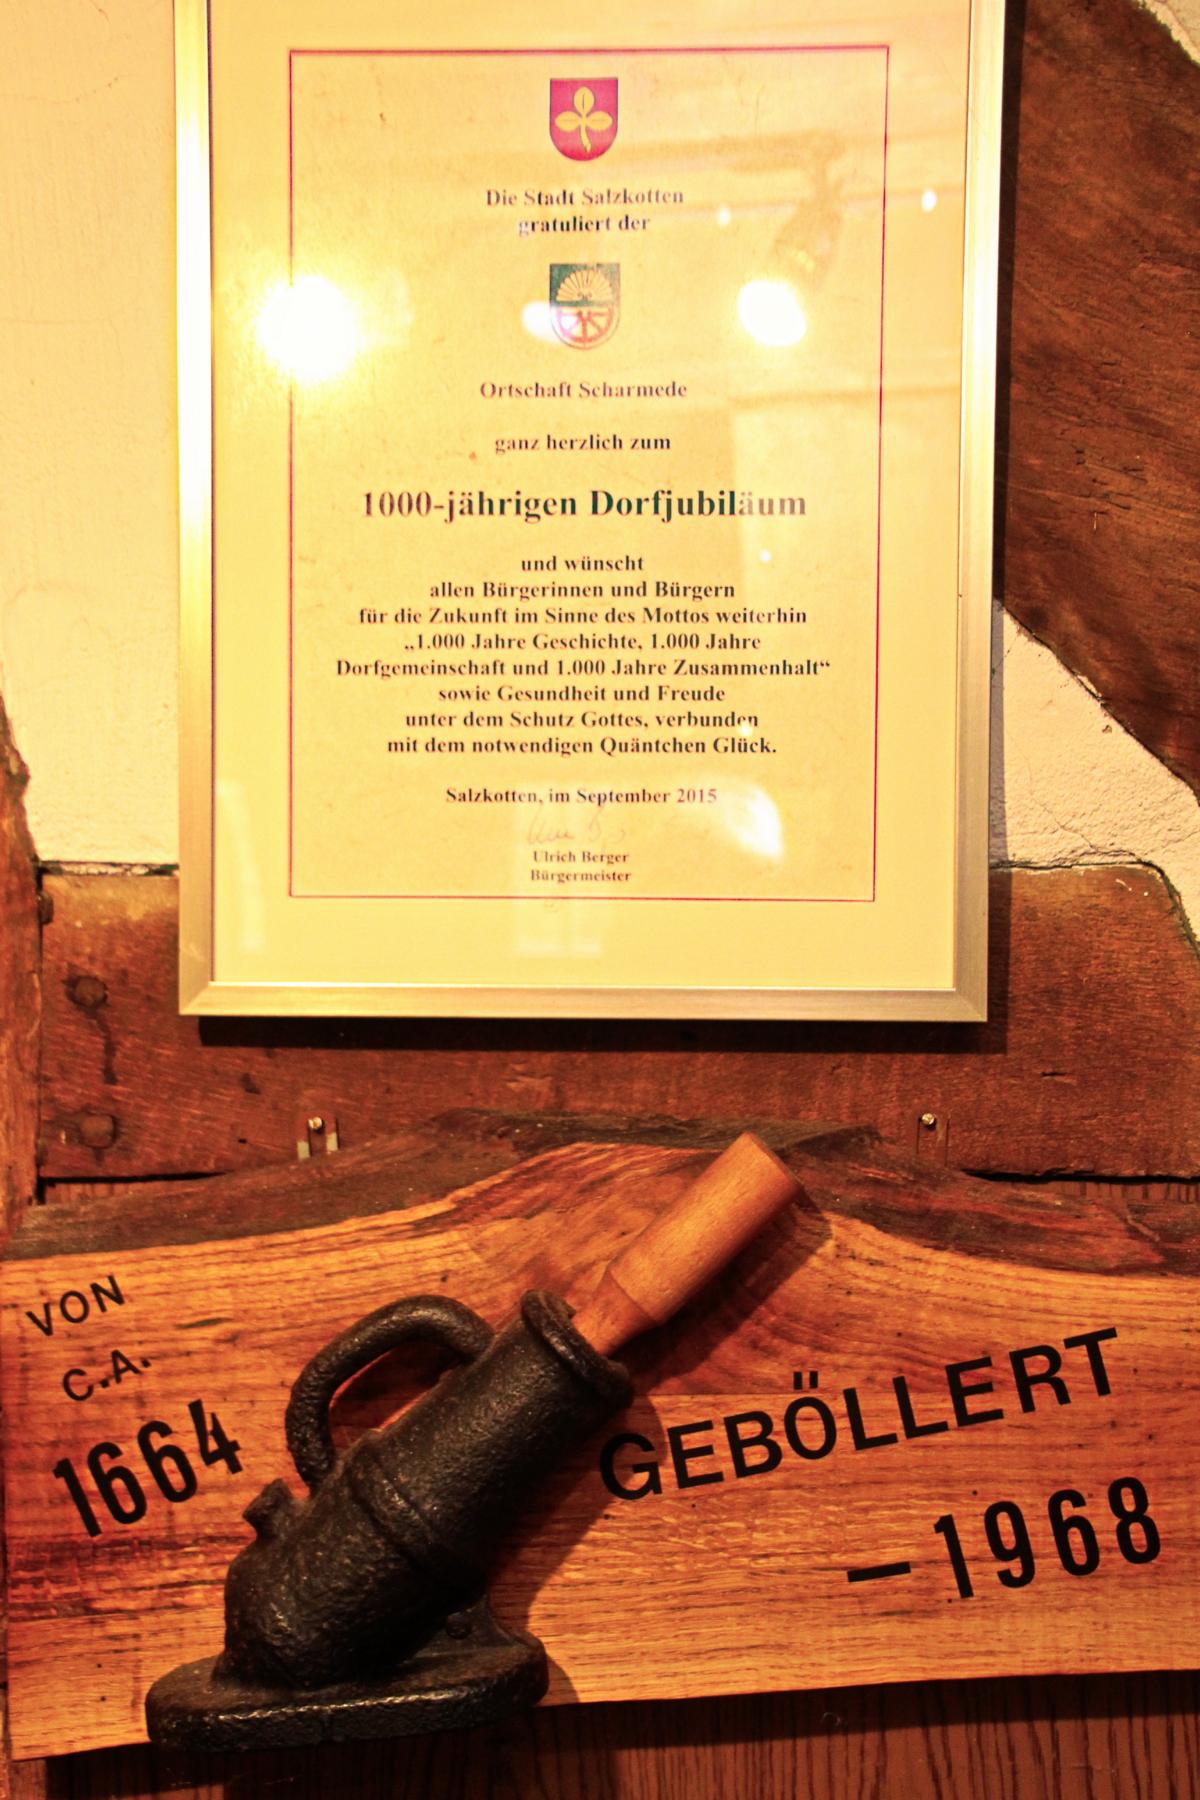 Die Stadt Salzkotten
gratuliert der
Ortschaft Scharmede
ganz herzlich zum
1000-jährigen Dorfjubiläum
und wünscht
allen Bürgerinnen und Bürgern
für die Zukunft im Sinne des Mottos weiterhin
„1.000 Jahre Geschichte, 1.000 Jahre
Dorfgemeinschaft und 1.000 Jahre Zusammenhalt“
sowie Gesundheit und Freude
unter dem Schutz Gottes, verbunden
mit dem notwendigen Quäntchen Glück.
Salzkotten, im September 2015
Ulrich Berger
Bürgermeister
VON
C.A.
1664
GEBÖLLERT
–1968